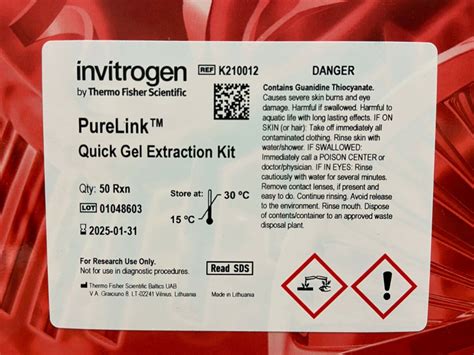 invitrogen
by Thermo Fisher Scientific
REF K210012
PureLink™
Quick Gel Extraction Kit
Qty: 50 Rxn
LOT 01048603
2025-01-31
Store at:
30 ºC
15 ºC
For Research Use Only.
Not for use in diagnostic procedures.
Read SDS
Thermo Fisher Scientific Baltics UAB
V.A. Graiciuno 8, LT-02241 Vilnius, Lithuania
Made in Lithuania
DANGER
Contains Guanidine Thiocyanate.
Causes severe skin burns and eye
damage. Harmful if swallowed. Harmful to
aquatic life with long lasting effects. IF ON
SKIN (or hair): Take off immediately all
contaminated clothing. Rinse skin with
water/shower. IF SWALLOWED:
Immediately call a POISON CENTER or
doctor/physician. IF IN EYES: Rinse
cautiously with water for several minutes.
Remove contact lenses, if present and
easy to do. Continue rinsing. Avoid release
to the environment. Rinse mouth. Dispose
of contents/container to an approved waste
disposal plant.